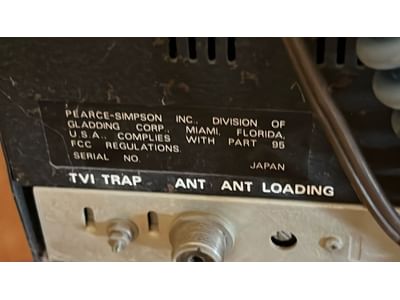 PEARCE-SIMPSON INC., DIVISION OF
GLADDING CORP., MIAMI, FLORIDA,
U.S.A., COMPLIES WITH PART 95
FCC REGULATIONS.
SERIAL NO. JAPAN
TVI TRAP ANT. ANT LOADING